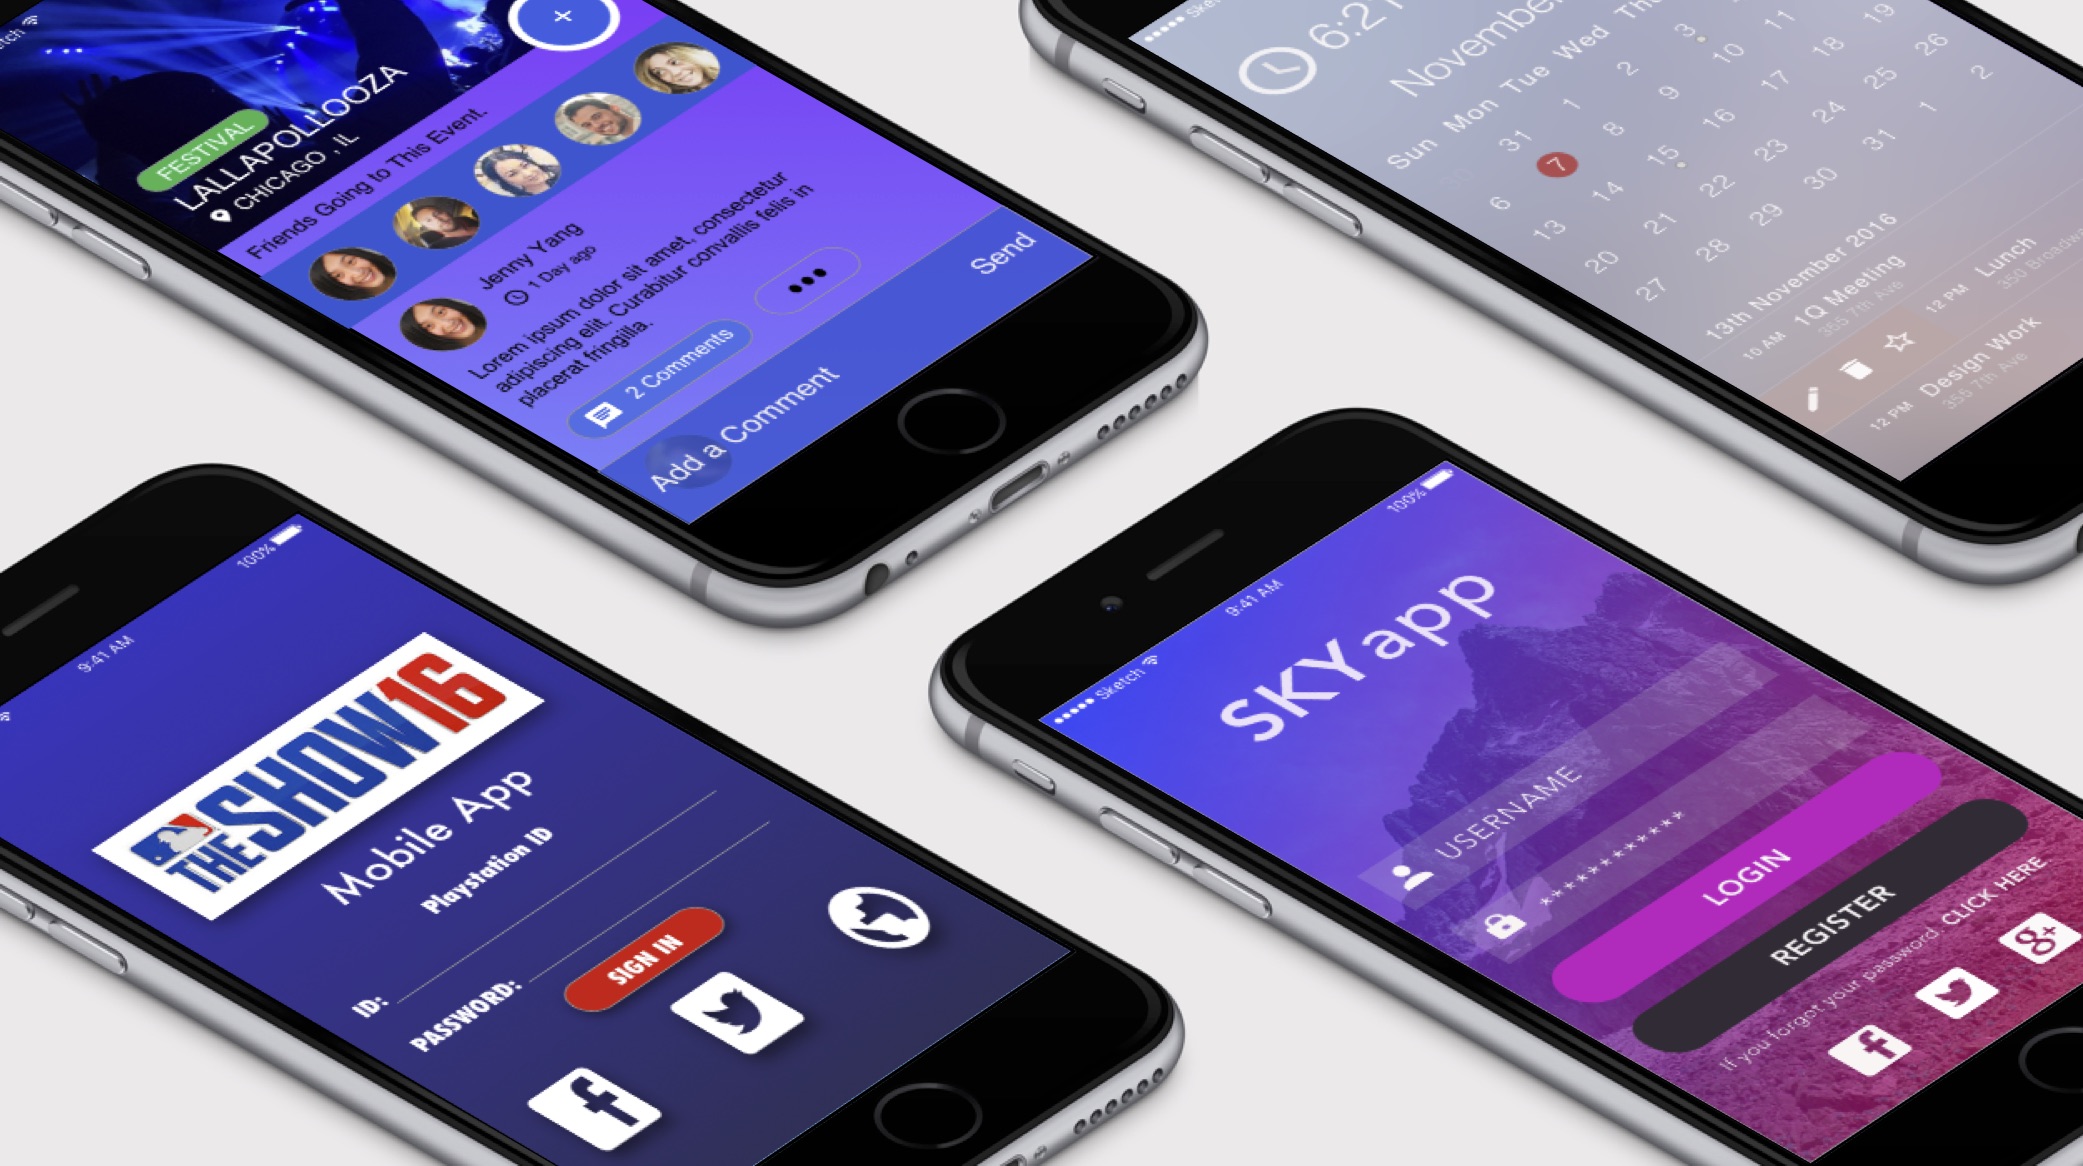 FESTIVAL
LALLAPOLLOOZA
CHICAGO , IL
Friends Going to This Event.
Jenny Yang
1 Day ago
Lorem ipsum dolor sit amet, consectetur
adipiscing elit. Curabitur convallis felis in
placerat fringilla.
2 Comments
Add a Comment
Send
6:21
November
Sun Mon Tue Wed Thu
31 1 2 3
6 7 8 9 10 11
13 14 15 16 17 18 19
20 21 22 23 24 25 26
27 28 29 30 31 1 2
13th November 2016
10 AM 1Q Meeting
355 7th Ave
12 PM Lunch
350 Broadwa
12 PM Design Work
355 7th Ave
9:41 AM 100%
THE SHOW 16
Mobile App
Playstation ID
ID:
PASSWORD:
SIGN IN
Sketch 9:41 AM 100%
SKY app
USERNAME
***********
LOGIN
REGISTER
If you forgot your password. CLICK HERE
g+